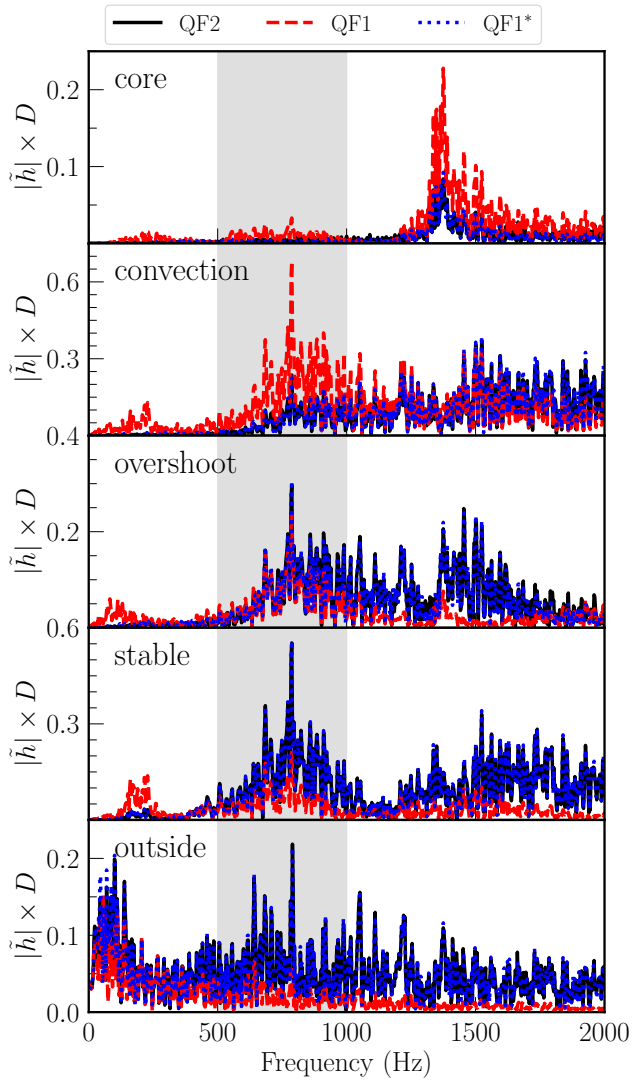 QF2 QF1 QF1*
core
0.2
0.1
|h̃| × D
convection
0.6
0.3
|h̃| × D
0.4
overshoot
0.2
|h̃| × D
0.6
stable
0.3
|h̃| × D
outside
0.2
0.1
0.0
|h̃| × D
0 500 1000 1500 2000
Frequency (Hz)